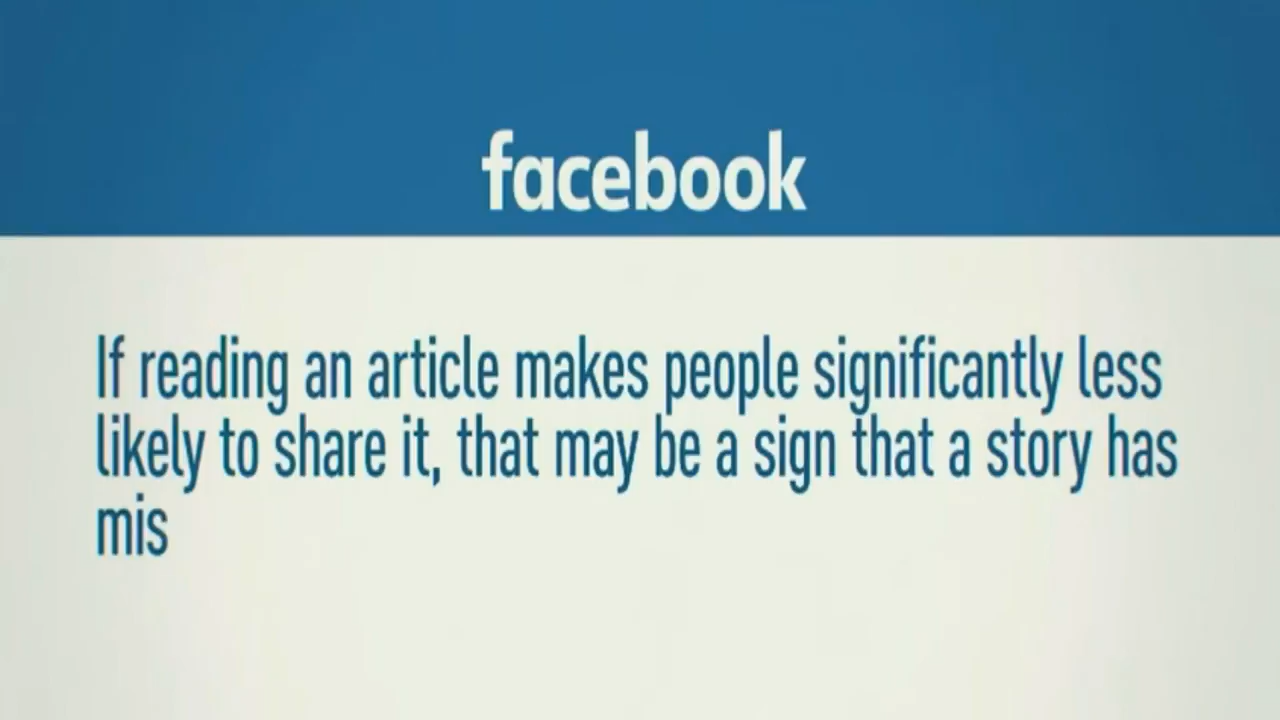 facebook
If reading an article makes people significantly less
likely to share it, that may be a sign that a story has
mis